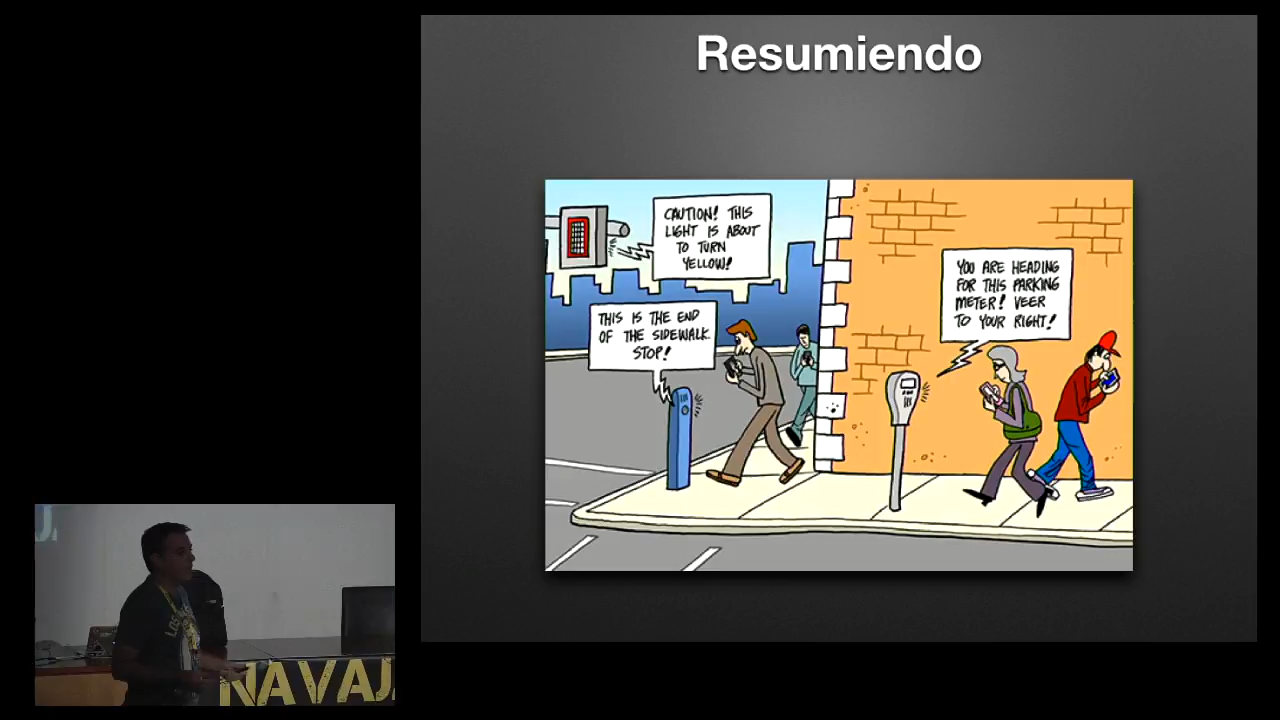 Resumiendo
CAUTION! THIS
LIGHT IS ABOUT
TO TURN
YELLOW!
THIS IS THE END
OF THE SIDEWALK.
STOP!
YOU ARE HEADING
FOR THIS PARKING
METER! VEER
TO YOUR RIGHT!
LOS
NAVAJ